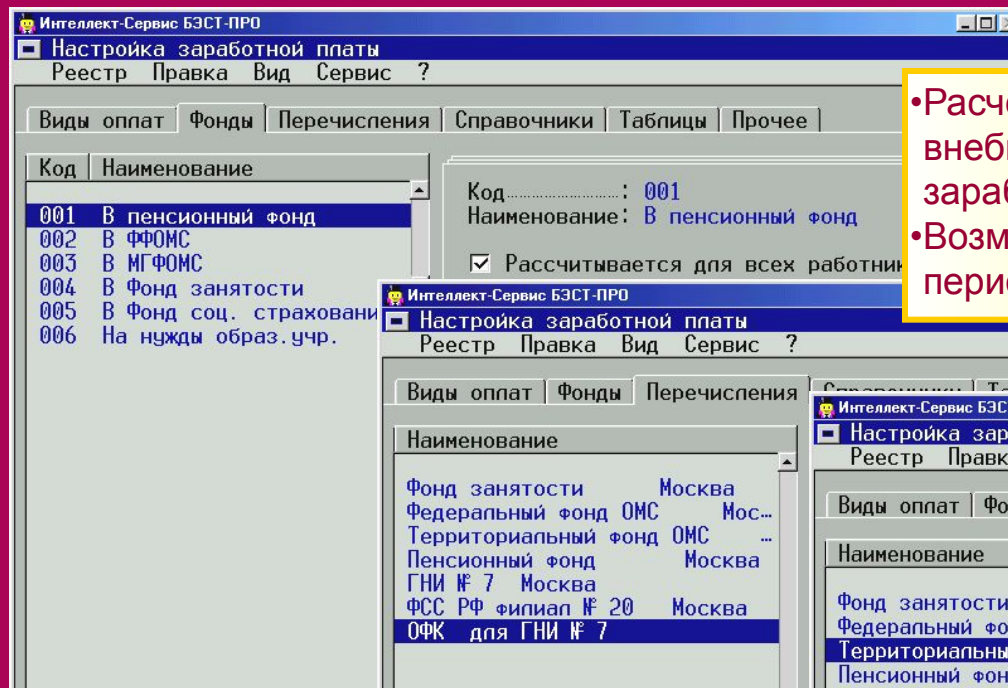 Интеллект-Сервис БЭСТ-ПРО
Настройка заработной платы
Реестр Правка Вид Сервис ?
Виды оплат Фонды Перечисления Справочники Таблицы Прочее
Код Наименование
001 В пенсионный фонд
002 В ФФОМС
003 В МГФОМС
004 В Фонд занятости
005 В Фонд соц. страховани
006 На нужды образ.учр.
Код: 001
Наименование: В пенсионный фонд
Рассчитывается для всех работник
•Расч
внеб
зараб
•Возм
пери
Интеллект-Сервис БЭСТ-ПРО
Настройка заработной платы
Реестр Правка Вид Сервис ?
Виды оплат Фонды Перечисления
Наименование
Фонд занятости Москва
Федеральный фонд ОМС Мос…
Территориальный фонд ОМС …
Пенсионный фонд Москва
ГНИ № 7 Москва
ФСС РФ филиал № 20 Москва
ОФК для ГНИ № 7
Интеллект-Сервис БЭС
Настройка зар
Реестр Правк
Виды оплат Фо
Наименование
Фонд занятости
Федеральный фо
Территориальны
Пенсионный фон